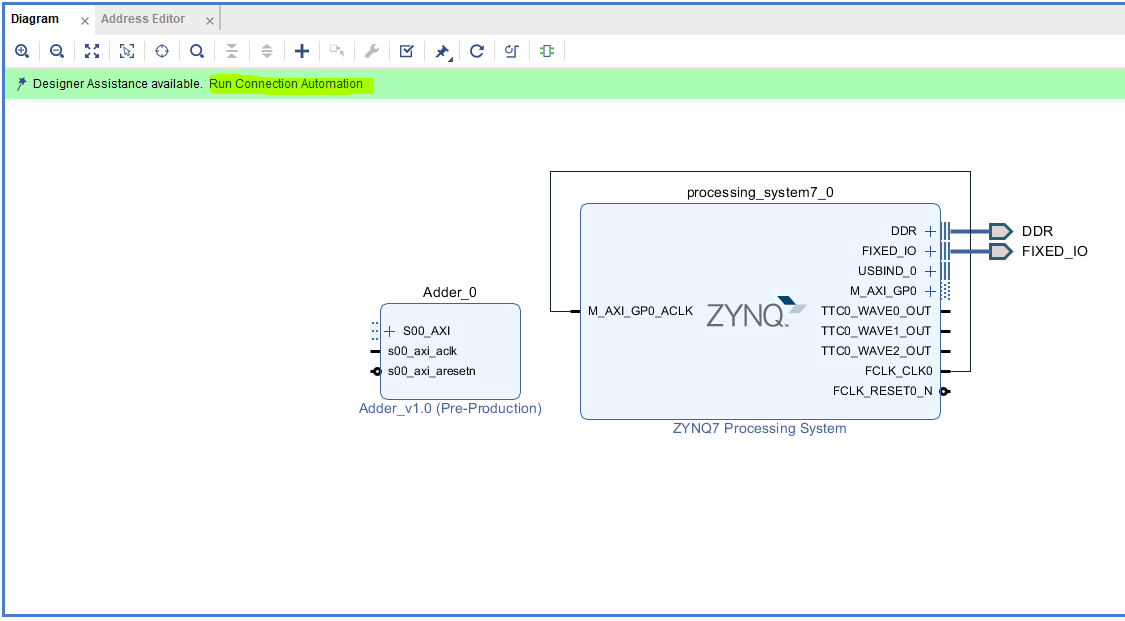 Diagram
Address Editor
Designer Assistance available. Run Connection Automation
processing_system7_0
DDR
FIXED_IO
USBIND_0
M_AXI_GP0
M_AXI_GP0_ACLK
ZYNQ
TTC0_WAVE0_OUT
TTC0_WAVE1_OUT
TTC0_WAVE2_OUT
FCLK_CLK0
FCLK_RESET0_N
ZYNQ7 Processing System
DDR
FIXED_IO
Adder_0
S00_AXI
s00_axi_aclk
s00_axi_aresetn
Adder_v1.0 (Pre-Production)